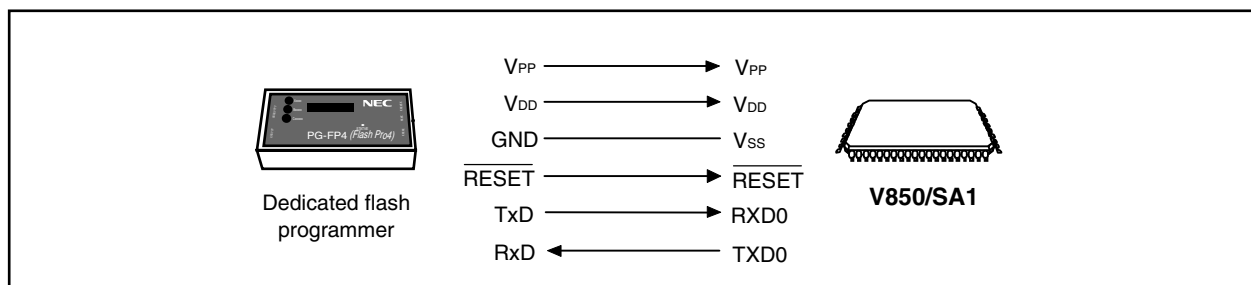 VPP VPP
VDD VDD
GND VSS
RESET RESET
TxD RXD0
RxD TXD0
NEC
PG-FP4 (Flash Pro4)
Dedicated flash
programmer
V850/SA1